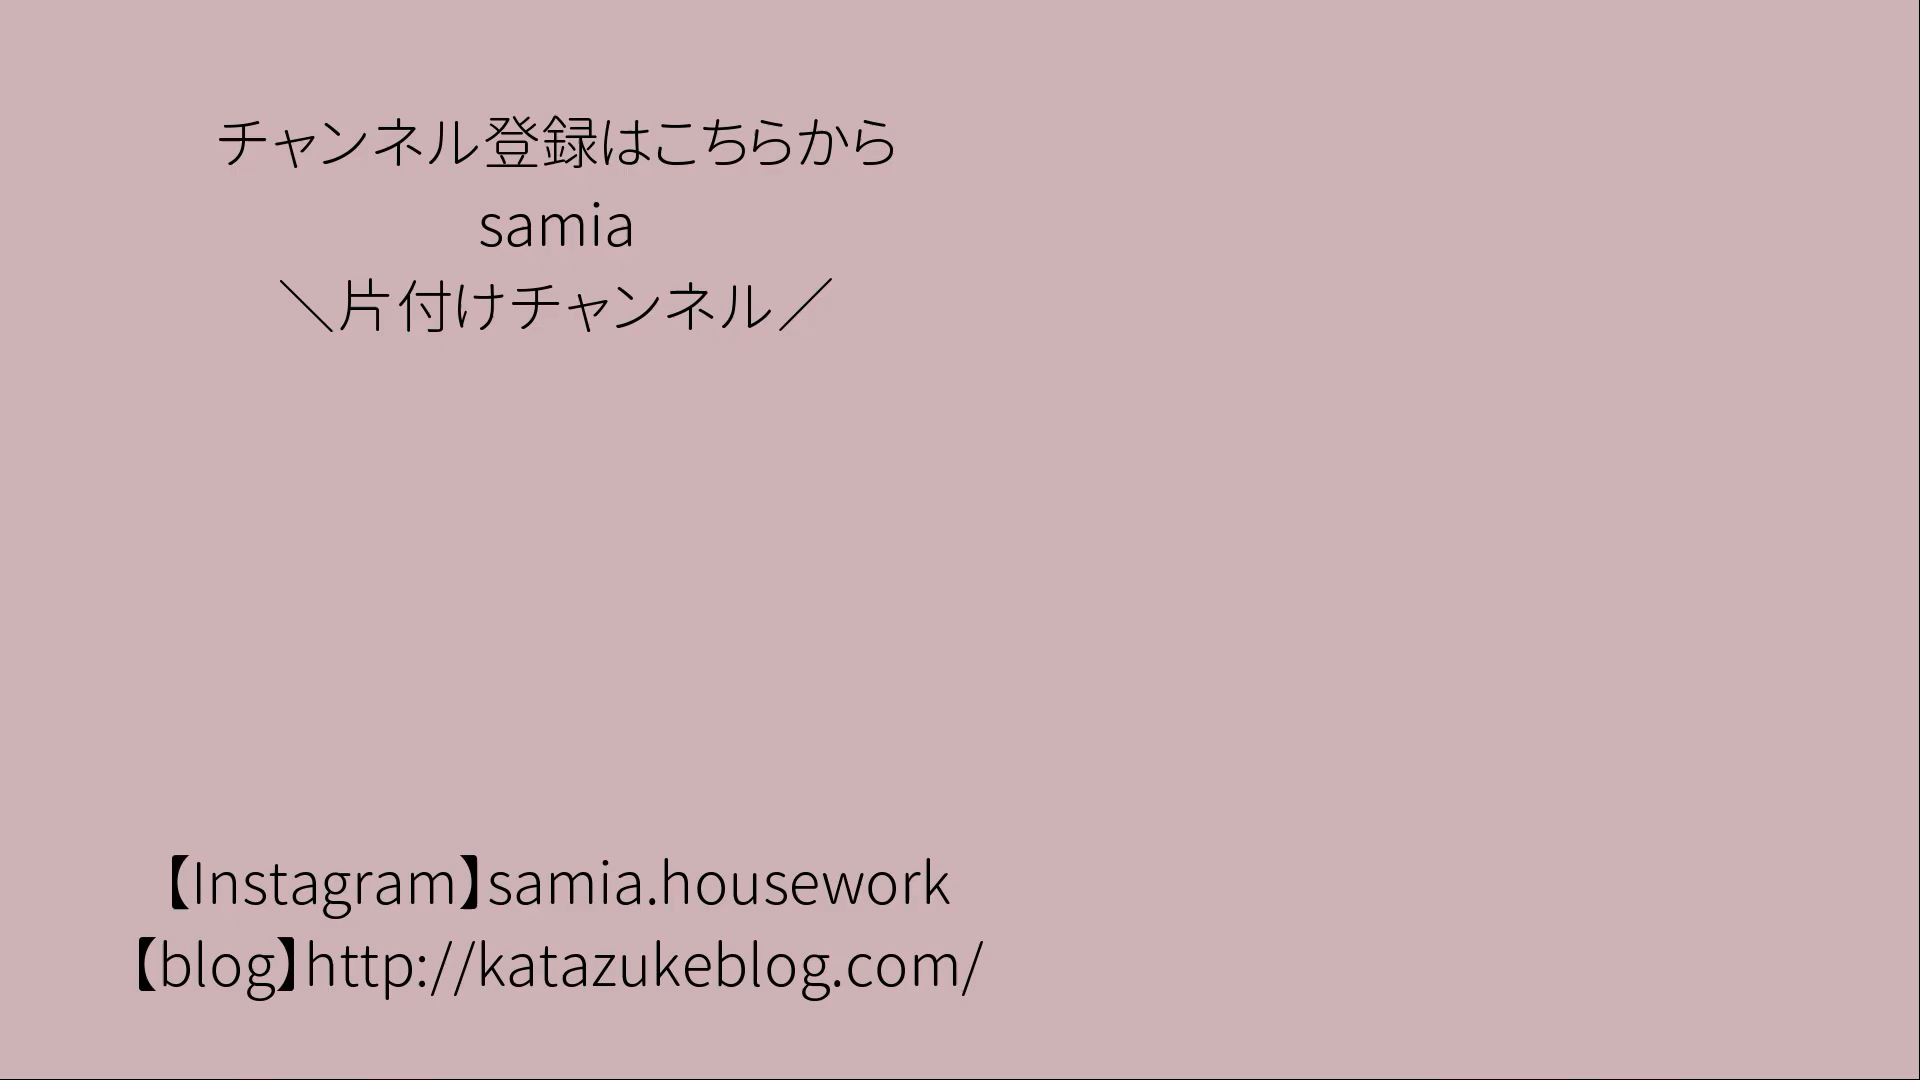 チャンネル登録はこちらから
samia
＼片付けチャンネル／
【Instagram】samia.housework
【blog】http://katazukeblog.com/